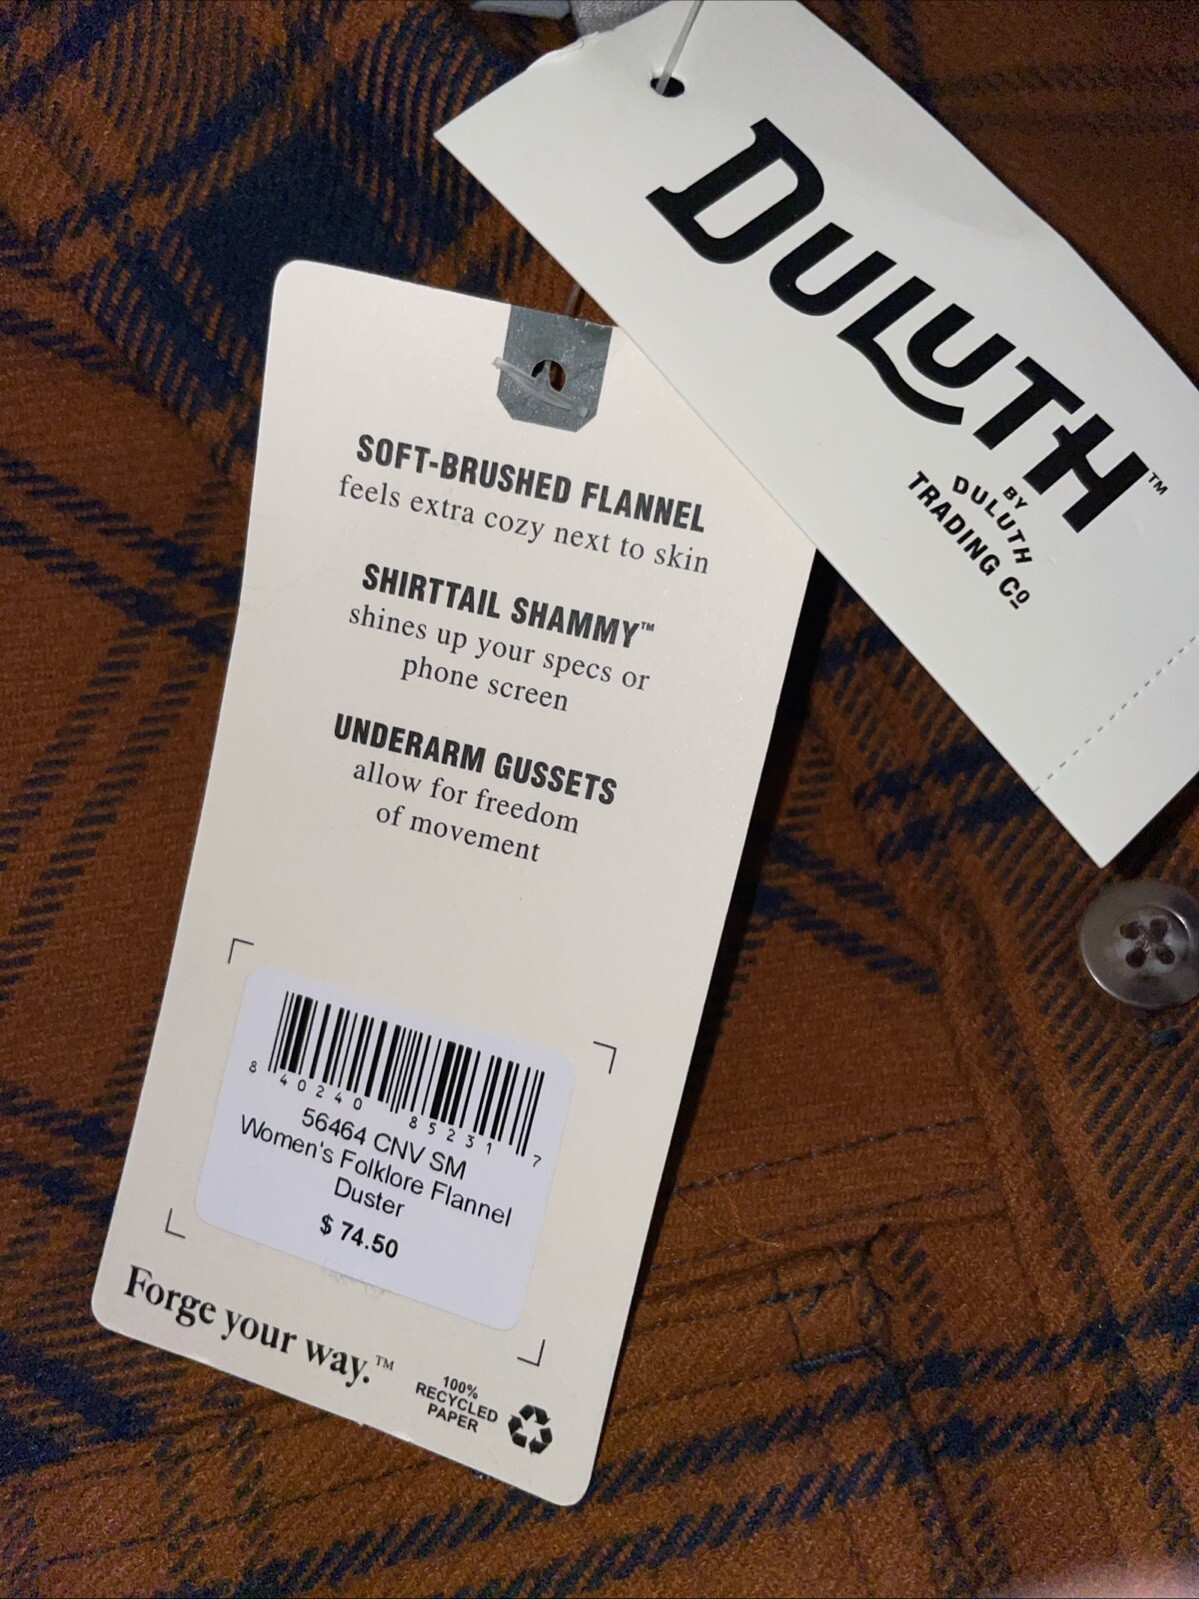 DULUTH™
BY
DULUTH
TRADING Cº
SOFT-BRUSHED FLANNEL
feels extra cozy next to skin
SHIRTTAIL SHAMMY™
shines up your specs or
phone screen
UNDERARM GUSSETS
allow for freedom
of movement
8 40240 85231 7
56464 CNV SM
Women's Folklore Flannel
Duster
$ 74.50
Forge your way.™
100%
RECYCLED
PAPER